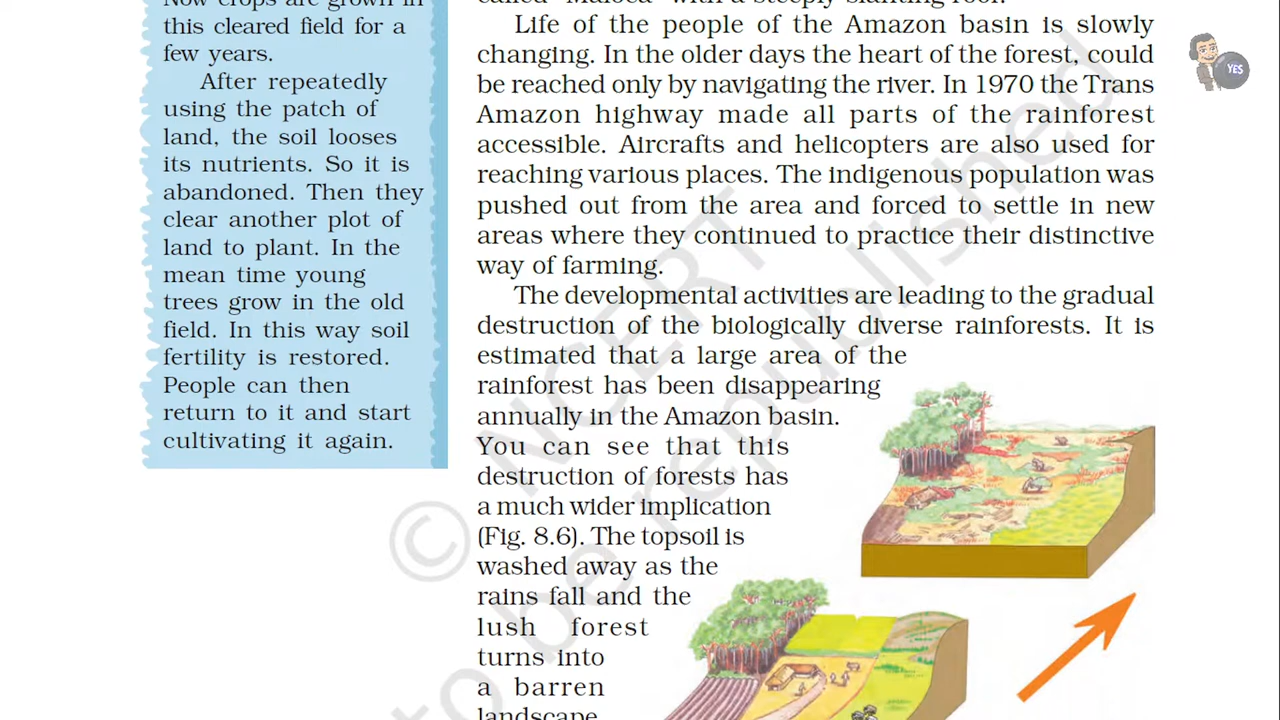 Now crops are grown in
this cleared field for a
few years.
After repeatedly
using the patch of
land, the soil looses
its nutrients. So it is
abandoned. Then they
clear another plot of
land to plant. In the
mean time young
trees grow in the old
field. In this way soil
fertility is restored.
People can then
return to it and start
cultivating it again.
called "Maloca" with a steeply slanting roof.
Life of the people of the Amazon basin is slowly
changing. In the older days the heart of the forest, could
be reached only by navigating the river. In 1970 the Trans
Amazon highway made all parts of the rainforest
accessible. Aircrafts and helicopters are also used for
reaching various places. The indigenous population was
pushed out from the area and forced to settle in new
areas where they continued to practice their distinctive
way of farming.
The developmental activities are leading to the gradual
destruction of the biologically diverse rainforests. It is
estimated that a large area of the
rainforest has been disappearing
annually in the Amazon basin.
You can see that this
destruction of forests has
a much wider implication
(Fig. 8.6). The topsoil is
washed away as the
rains fall and the
lush forest
turns into
a barren
landscape
YES
© NCERT
to be republished